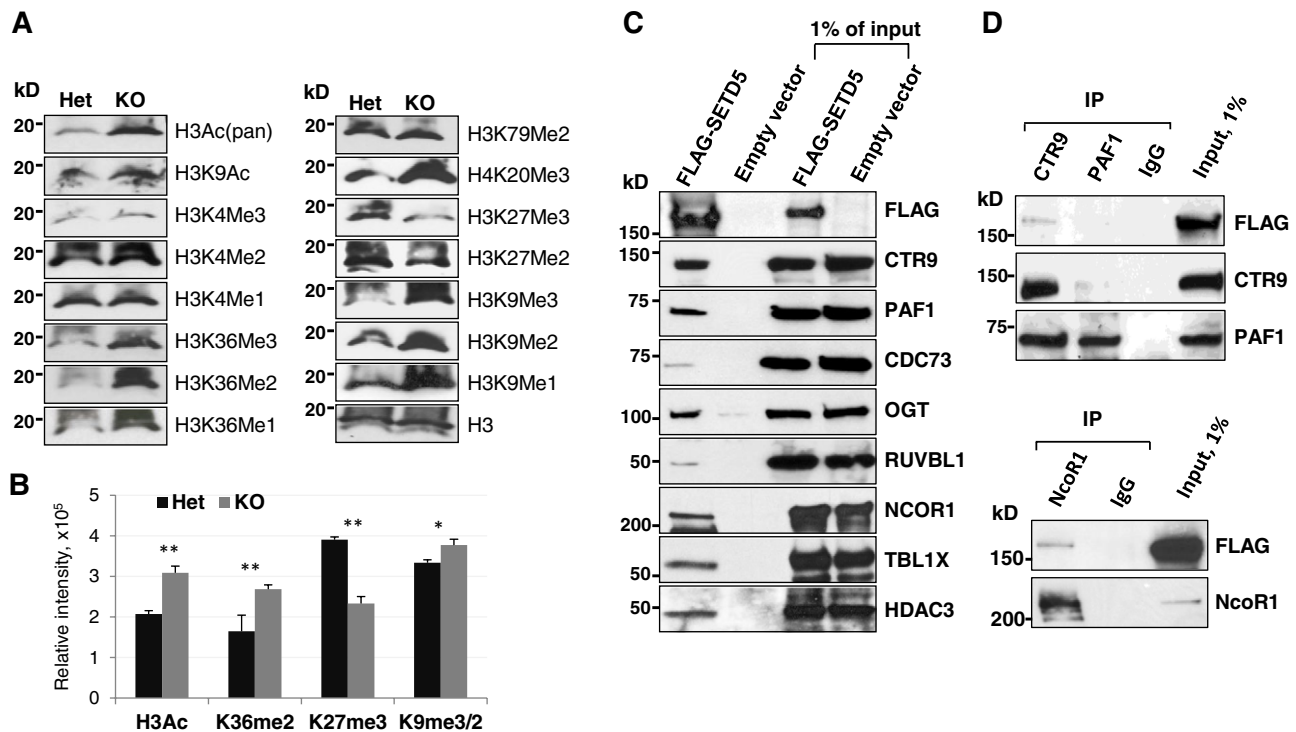 A
kD
Het KO
20 H3Ac(pan)
20 H3K9Ac
20 H3K4Me3
20 H3K4Me2
20 H3K4Me1
20 H3K36Me3
20 H3K36Me2
20 H3K36Me1
kD
Het KO
20 H3K79Me2
20 H4K20Me3
20 H3K27Me3
20 H3K27Me2
20 H3K9Me3
20 H3K9Me2
20 H3K9Me1
20 H3
B
Relative intensity, x10⁵
5
4
3
2
1
0
Het KO
** ** ** *
H3Ac K36me2 K27me3 K9me3/2
C
1% of input
FLAG-SETD5 Empty vector FLAG-SETD5 Empty vector
kD
150 FLAG
150 CTR9
75 PAF1
75 CDC73
100 OGT
50 RUVBL1
200 NCOR1
50 TBL1X
50 HDAC3
D
IP
CTR9 PAF1 IgG Input, 1%
kD
150 FLAG
150 CTR9
75 PAF1
IP
NcoR1 IgG Input, 1%
kD
150 FLAG
200 NcoR1